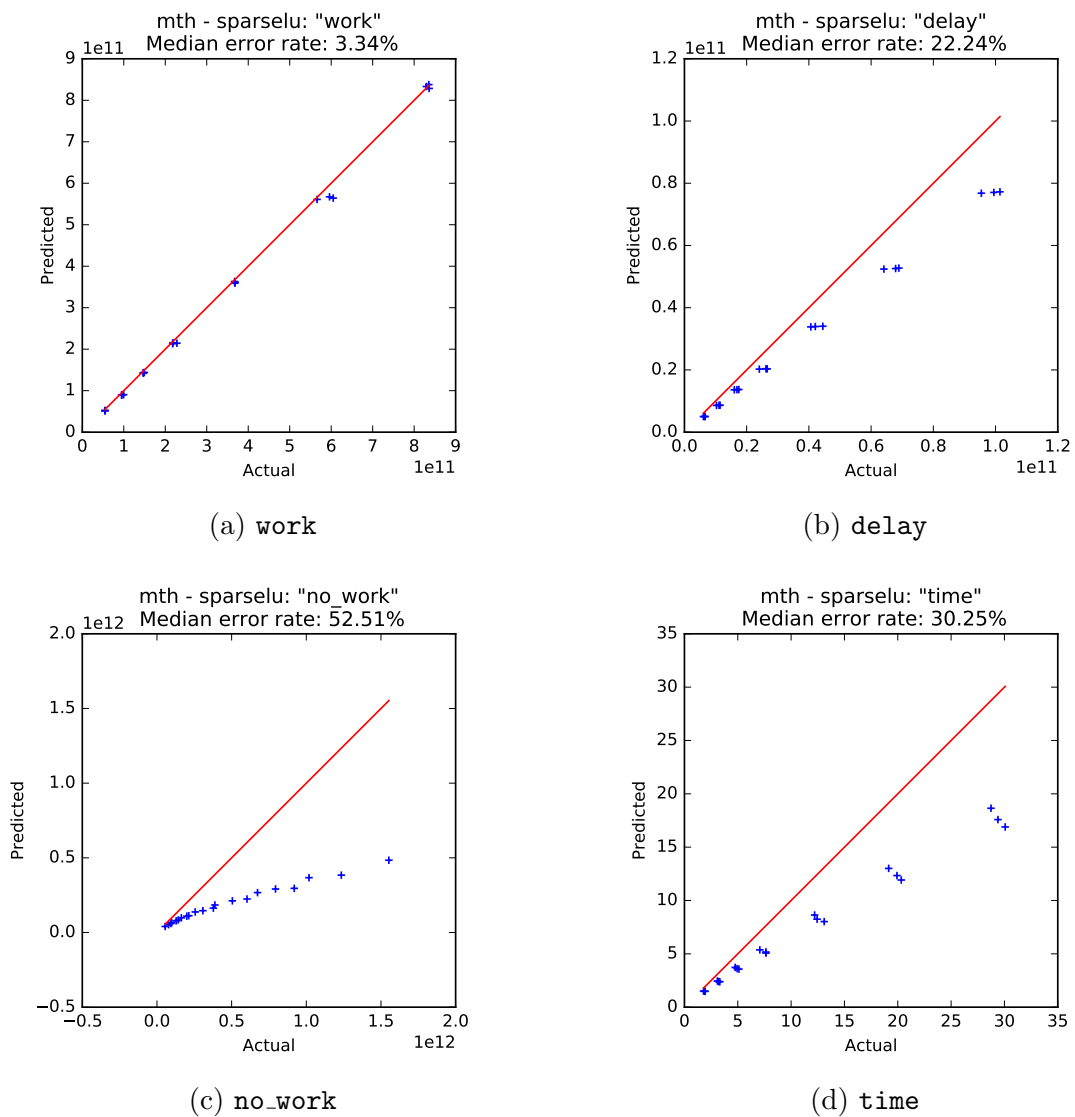 mth - sparselu: "work"
Median error rate: 3.34%
1e11
9
8
7
6
5
4
3
2
1
0
Predicted
0 1 2 3 4 5 6 7 8 9
1e11
Actual
(a) work
mth - sparselu: "delay"
Median error rate: 22.24%
1e11
1.2
1.0
0.8
0.6
0.4
0.2
0.0
Predicted
0.0 0.2 0.4 0.6 0.8 1.0 1.2
1e11
Actual
(b) delay
mth - sparselu: "no_work"
Median error rate: 52.51%
1e12
2.0
1.5
1.0
0.5
0.0
−0.5
Predicted
−0.5 0.0 0.5 1.0 1.5 2.0
1e12
Actual
(c) no_work
mth - sparselu: "time"
Median error rate: 30.25%
35
30
25
20
15
10
5
0
Predicted
0 5 10 15 20 25 30 35
Actual
(d) time